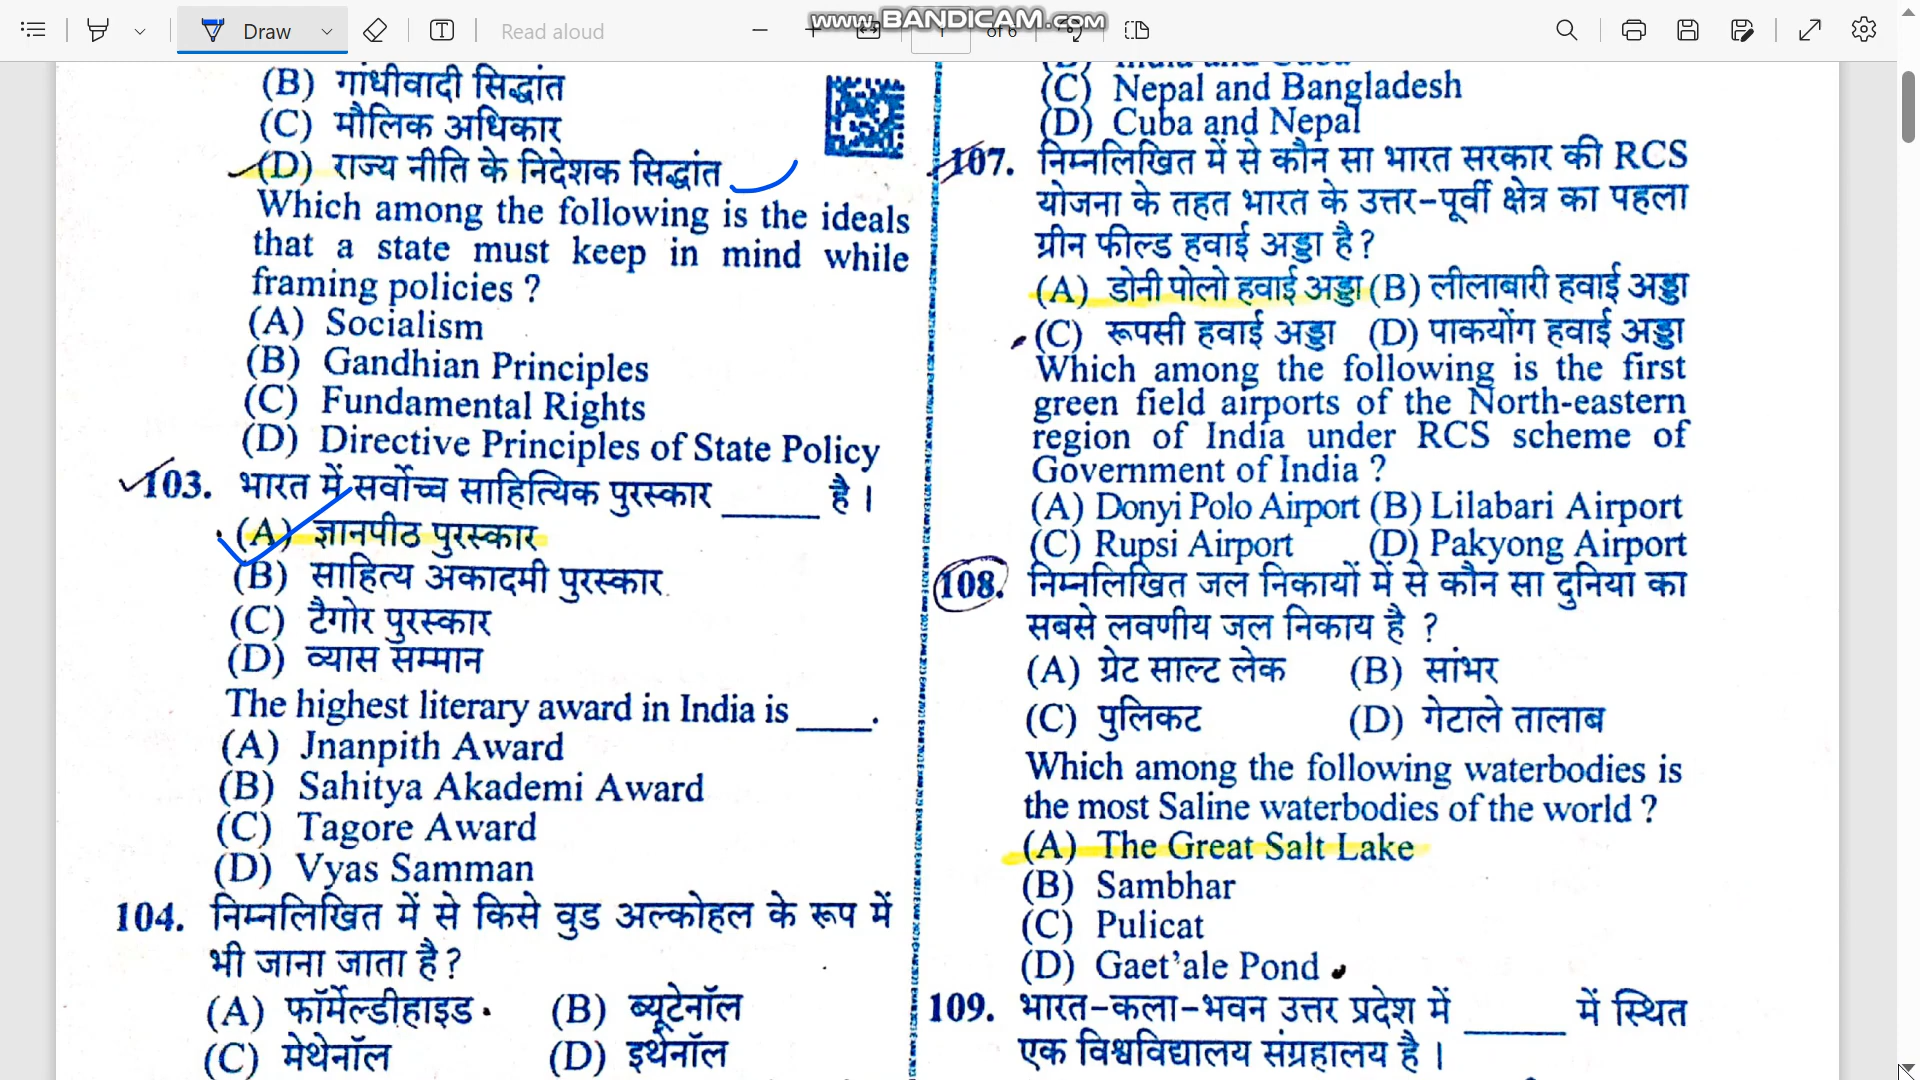 Draw
Read aloud
www.BANDICAM.com
1
of 6
(B) गांधीवादी सिद्धांत
(C) मौलिक अधिकार
(D) राज्य नीति के निदेशक सिद्धांत
Which among the following is the ideals
that a state must keep in mind while
framing policies ?
(A) Socialism
(B) Gandhian Principles
(C) Fundamental Rights
(D) Directive Principles of State Policy
103. भारत में सर्वोच्च साहित्यिक पुरस्कार ______ है ।
(A) ज्ञानपीठ पुरस्कार
(B) साहित्य अकादमी पुरस्कार
(C) टैगोर पुरस्कार
(D) व्यास सम्मान
The highest literary award in India is _____.
(A) Jnanpith Award
(B) Sahitya Akademi Award
(C) Tagore Award
(D) Vyas Samman
104. निम्नलिखित में से किसे वुड अल्कोहल के रूप में
भी जाना जाता है ?
(A) फॉर्मेल्डीहाइड (B) ब्यूटेनॉल
(C) मेथेनॉल (D) इथेनॉल
(B) India and Cuba
(C) Nepal and Bangladesh
(D) Cuba and Nepal
107. निम्नलिखित में से कौन सा भारत सरकार की RCS
योजना के तहत भारत के उत्तर-पूर्वी क्षेत्र का पहला
ग्रीन फील्ड हवाई अड्डा है ?
(A) डोनी पोलो हवाई अड्डा (B) लीलाबारी हवाई अड्डा
(C) रूपसी हवाई अड्डा (D) पाकयोंग हवाई अड्डा
Which among the following is the first
green field airports of the North-eastern
region of India under RCS scheme of
Government of India ?
(A) Donyi Polo Airport (B) Lilabari Airport
(C) Rupsi Airport (D) Pakyong Airport
108. निम्नलिखित जल निकायों में से कौन सा दुनिया का
सबसे लवणीय जल निकाय है ?
(A) ग्रेट साल्ट लेक (B) सांभर
(C) पुलिकट (D) गेटाले तालाब
Which among the following waterbodies is
the most Saline waterbodies of the world ?
(A) The Great Salt Lake
(B) Sambhar
(C) Pulicat
(D) Gaet'ale Pond
109. भारत-कला-भवन उत्तर प्रदेश में ______ में स्थित
एक विश्वविद्यालय संग्रहालय है ।